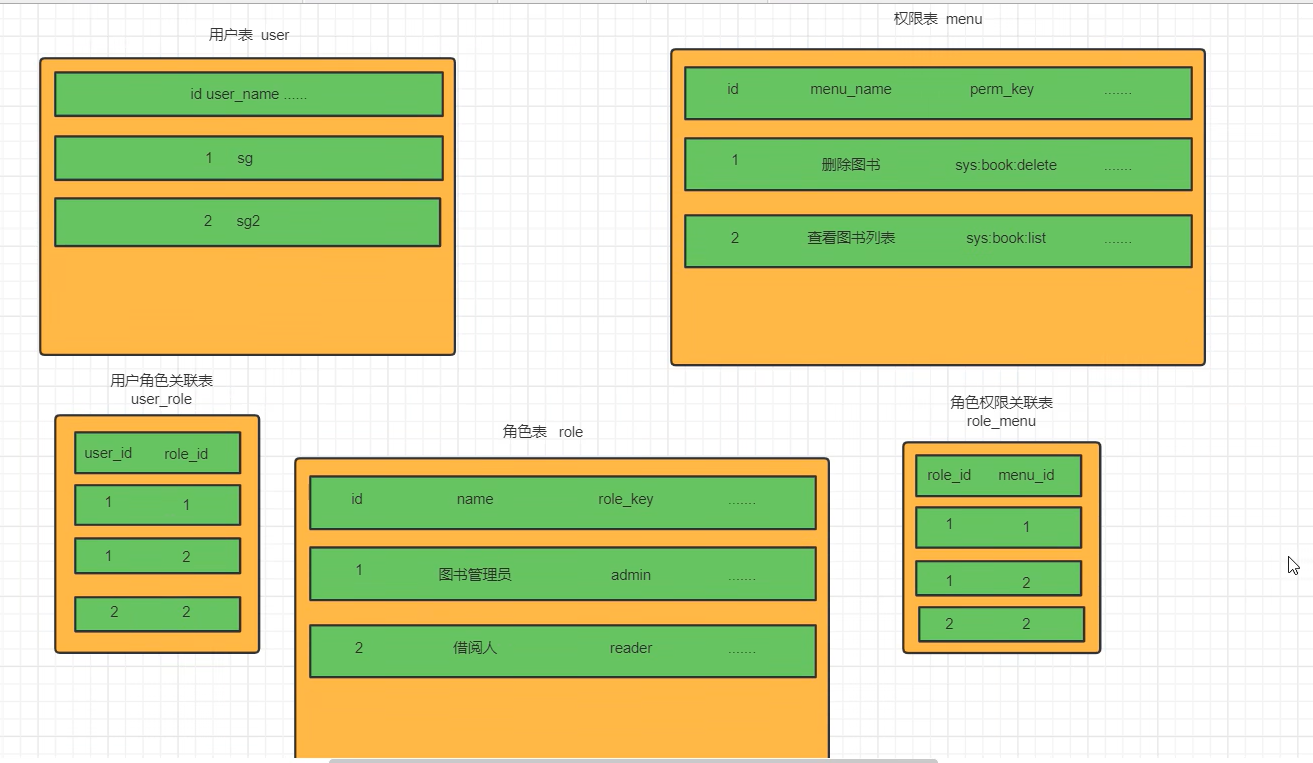 用户表 user
id user_name ......
1 sg
2 sg2
权限表 menu
id menu_name perm_key .......
1 删除图书 sys:book:delete .......
2 查看图书列表 sys:book:list .......
用户角色关联表
user_role
user_id role_id
1 1
1 2
2 2
角色表 role
id name role_key .......
1 图书管理员 admin .......
2 借阅人 reader .......
角色权限关联表
role_menu
role_id menu_id
1 1
1 2
2 2